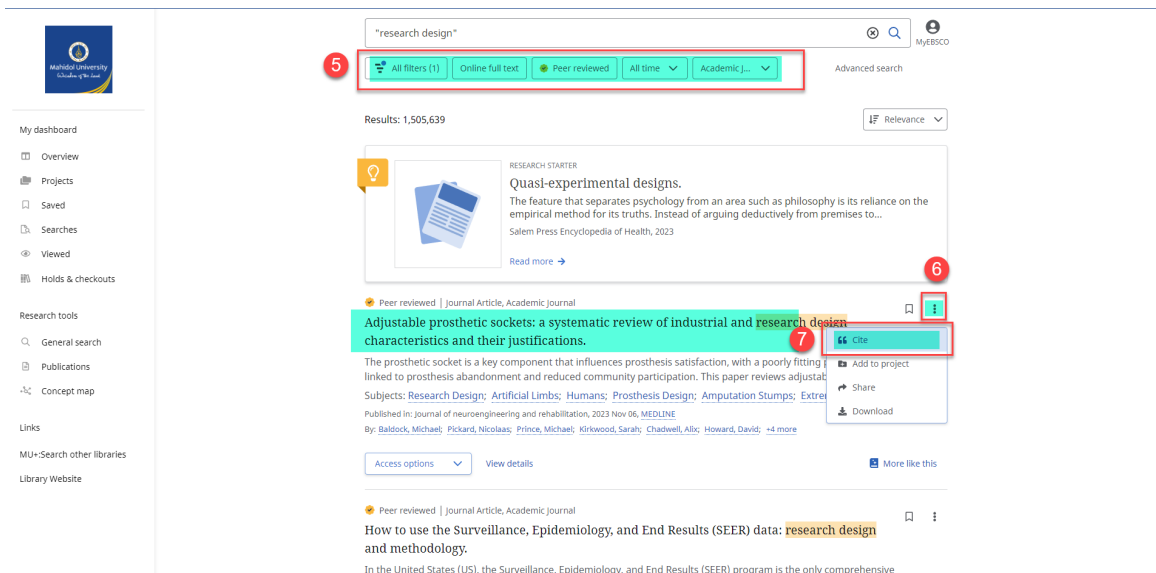 "research design"
MyEBSCO
5
All filters (1)
Online full text
Peer reviewed
All time
Academic J...
Advanced search
Mahidol University
Wisdom of the Land
My dashboard
Overview
Projects
Saved
Searches
Viewed
Holds & checkouts
Research tools
General search
Publications
Concept map
Links
MU+:Search other libraries
Library Website
Results: 1,505,639
Relevance
RESEARCH STARTER
Quasi-experimental designs.
The feature that separates psychology from an area such as philosophy is its reliance on the
empirical method for its truths. Instead of arguing deductively from premises to...
Salem Press Encyclopedia of Health, 2023
Read more →
6
Peer reviewed | Journal Article, Academic Journal
Adjustable prosthetic sockets: a systematic review of industrial and research design
characteristics and their justifications.
7
Cite
Add to project
Share
Download
The prosthetic socket is a key component that influences prosthesis satisfaction, with a poorly fitting
linked to prosthesis abandonment and reduced community participation. This paper reviews adjustab
Subjects: Research Design; Artificial Limbs; Humans; Prosthesis Design; Amputation Stumps; Extre
Published in: Journal of neuroengineering and rehabilitation, 2023 Nov 06, MEDLINE
By: Baldock, Michael; Pickard, Nicolaas; Prince, Michael; Kirkwood, Sarah; Chadwell, Alix; Howard, David; +4 more
Access options
View details
More like this
Peer reviewed | Journal Article, Academic Journal
How to use the Surveillance, Epidemiology, and End Results (SEER) data: research design
and methodology.
In the United States (US), the Surveillance, Epidemiology, and End Results (SEER) program is the only comprehensive